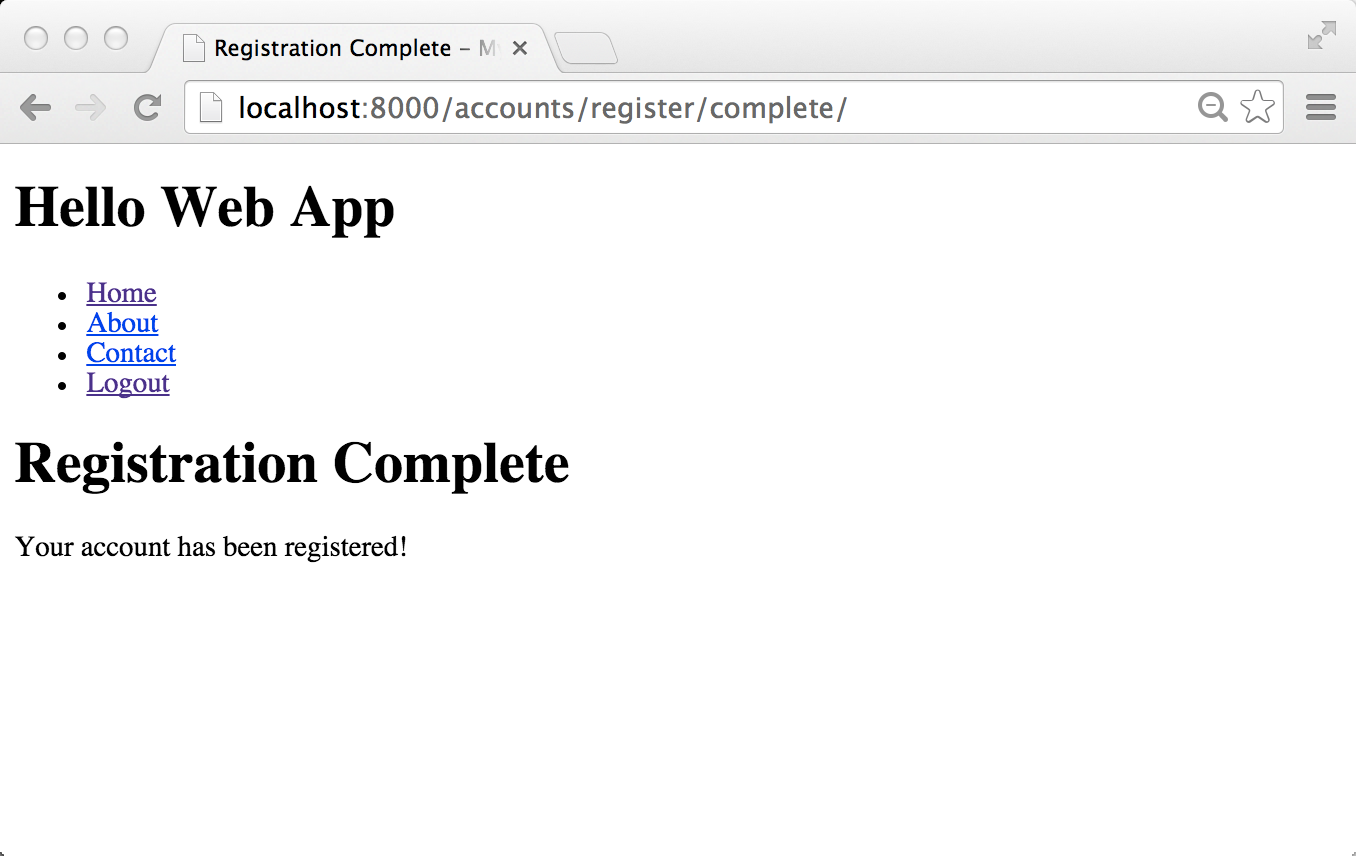 Registration Complete –
localhost:8000/accounts/register/complete/
Hello Web App
Home
About
Contact
Logout
Registration Complete
Your account has been registered!